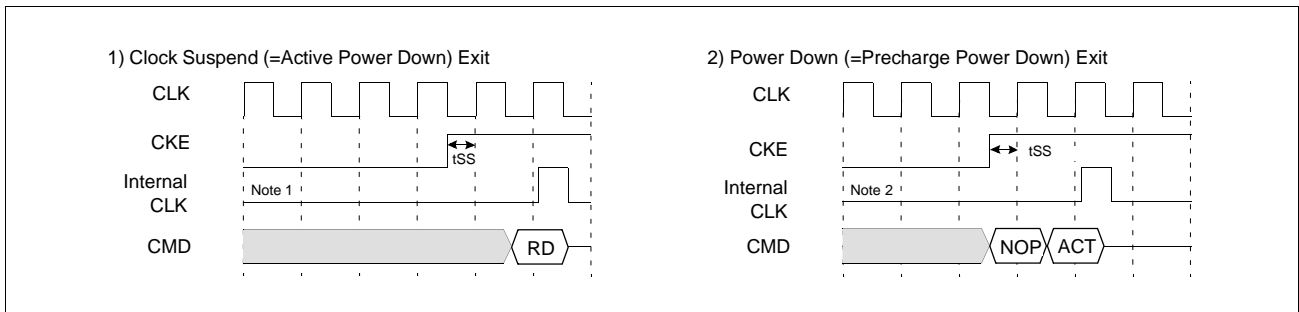 1) Clock Suspend (=Active Power Down) Exit
CLK
CKE
tSS
Internal
CLK
Note 1
CMD
RD
2) Power Down (=Precharge Power Down) Exit
CLK
CKE
tSS
Internal
CLK
Note 2
CMD
NOP
ACT